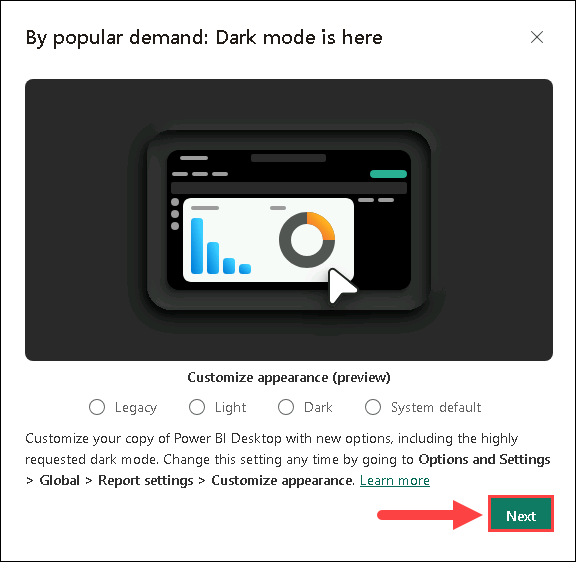 By popular demand: Dark mode is here
Customize appearance (preview)
Legacy Light Dark System default
Customize your copy of Power BI Desktop with new options, including the highly
requested dark mode. Change this setting any time by going to Options and Settings
> Global > Report settings > Customize appearance. Learn more
Next